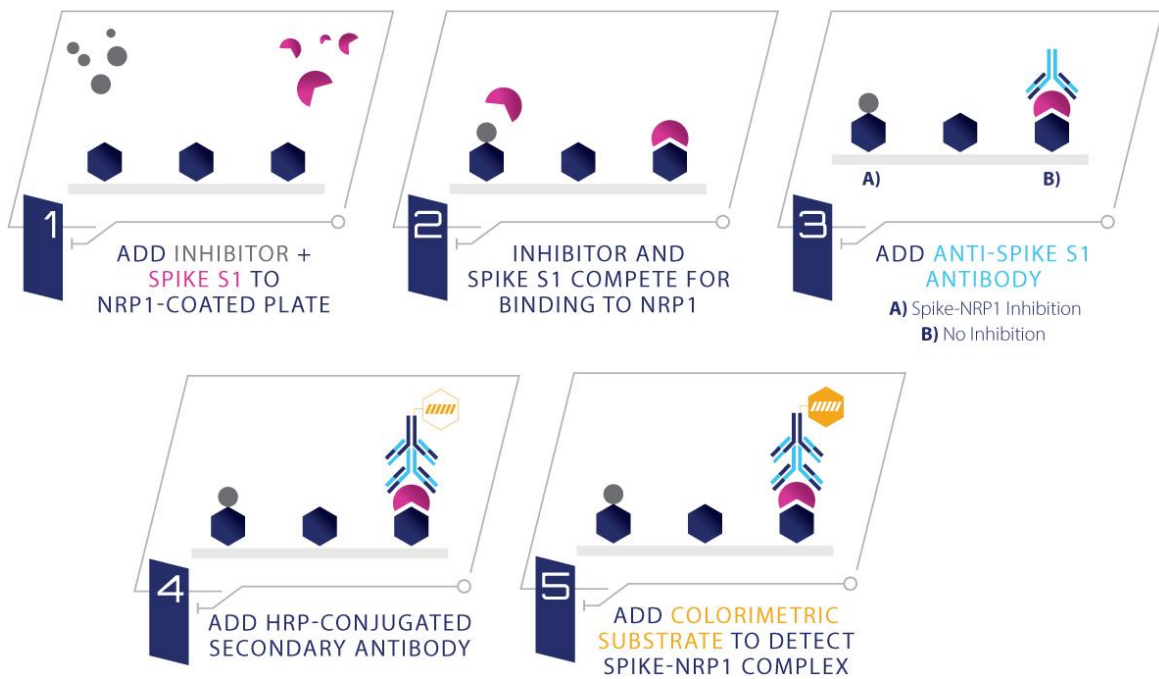 1
ADD INHIBITOR +
SPIKE S1 TO
NRP1-COATED PLATE
2
INHIBITOR AND
SPIKE S1 COMPETE FOR
BINDING TO NRP1
A)
B)
3
ADD ANTI-SPIKE S1
ANTIBODY
A) Spike-NRP1 Inhibition
B) No Inhibition
4
ADD HRP-CONJUGATED
SECONDARY ANTIBODY
5
ADD COLORIMETRIC
SUBSTRATE TO DETECT
SPIKE-NRP1 COMPLEX